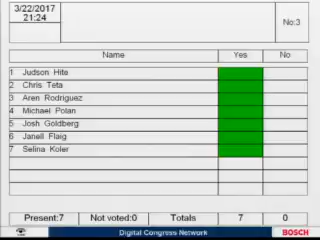 3/22/2017
21:24
No:3
Name Yes No
1 Judson Hite
2 Chris Teta
3 Aren Rodriguez
4 Michael Polan
5 Josh Goldberg
6 Janell Flaig
7 Selina Koler
Present:7 Not voted:0 Totals 7 0
Digital Congress Network BOSCH